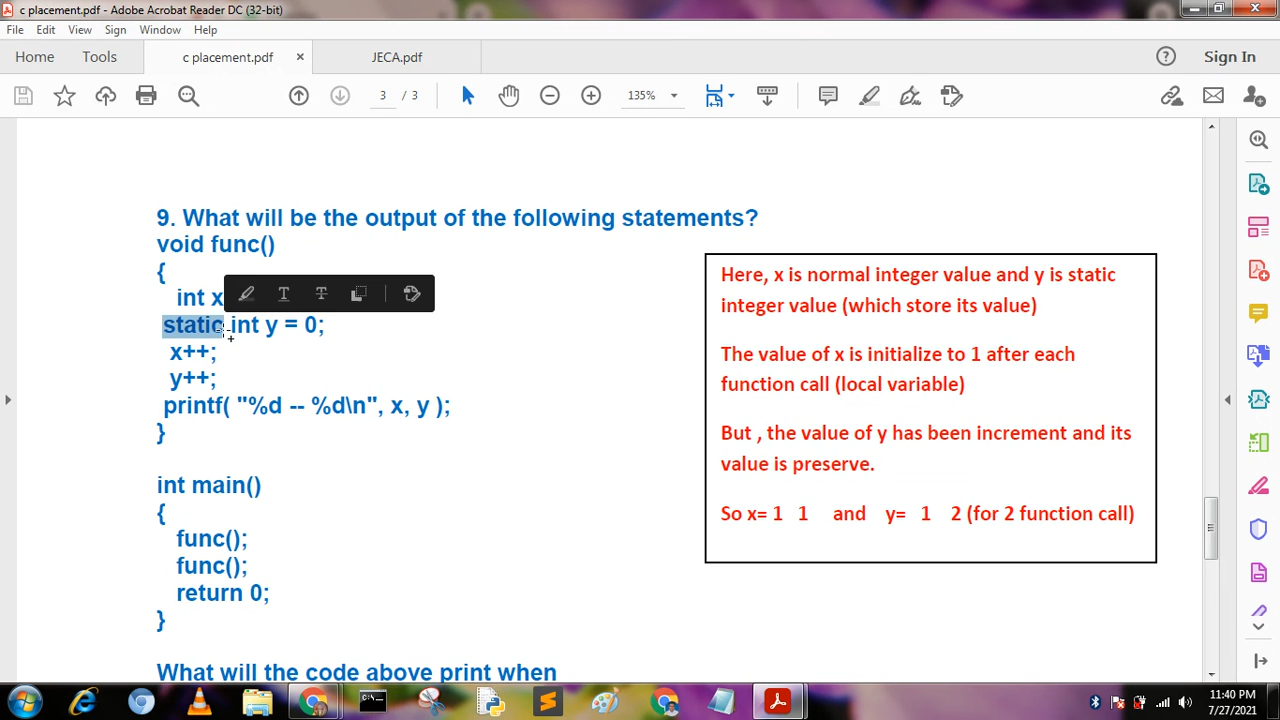 c placement.pdf - Adobe Acrobat Reader DC (32-bit)
File Edit View Sign Window Help
Home Tools c placement.pdf × JECA.pdf Sign In
3 / 3 135%
9. What will be the output of the following statements?
void func()
{
int x
static int y = 0;
x++;
y++;
printf( "%d -- %d\n", x, y );
}
int main()
{
func();
func();
return 0;
}
What will the code above print when
Here, x is normal integer value and y is static
integer value (which store its value)
The value of x is initialize to 1 after each
function call (local variable)
But , the value of y has been increment and its
value is preserve.
So x= 1 1 and y= 1 2 (for 2 function call)
11:40 PM
7/27/2021